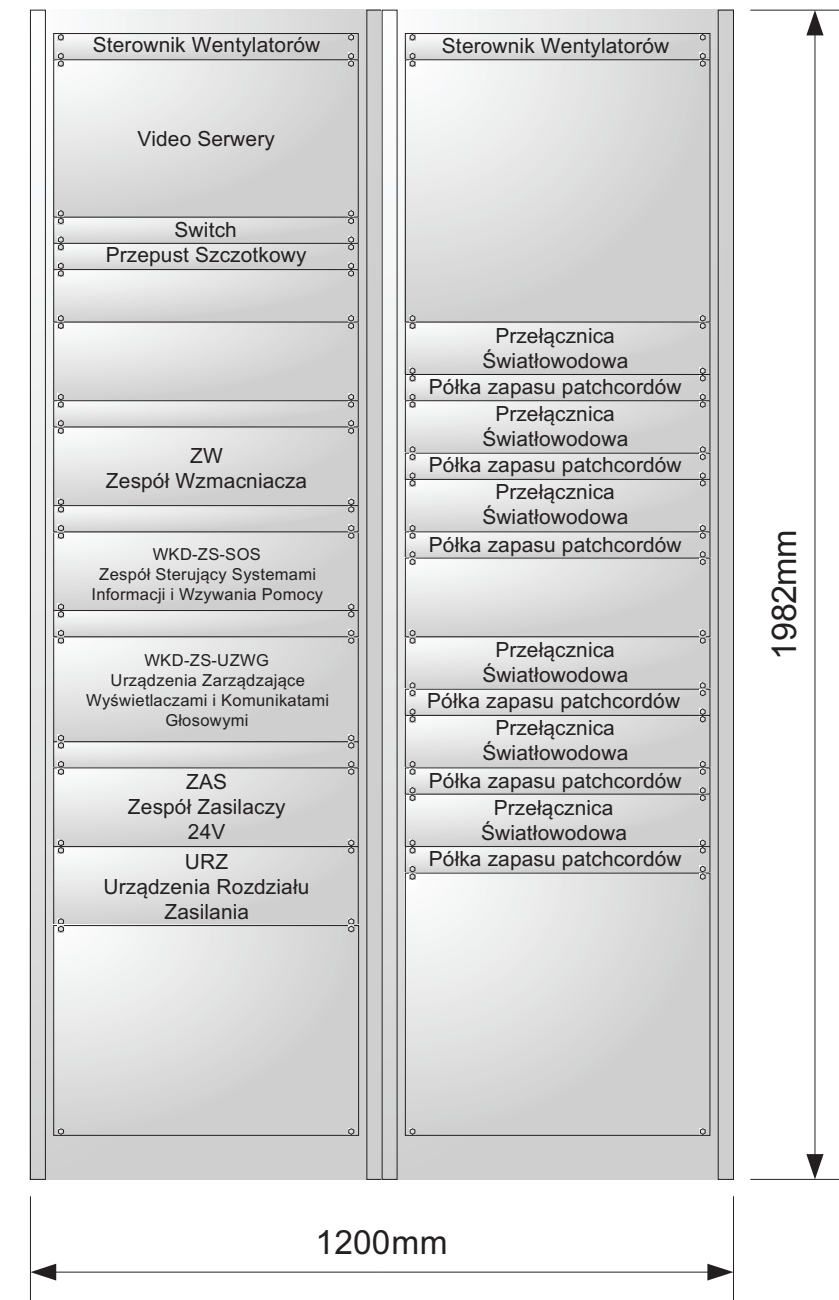 Sterownik Wentylatorów
Video Serwery
Switch
Przepust Szczotkowy
ZW
Zespół Wzmacniacza
WKD-ZS-SOS
Zespół Sterujący Systemami
Informacji i Wzywania Pomocy
WKD-ZS-UZWG
Urządzenia Zarządzające
Wyświetlaczami i Komunikatami
Głosowymi
ZAS
Zespół Zasilaczy
24V
URZ
Urządzenia Rozdziału
Zasilania
Sterownik Wentylatorów
Przełącznica
Światłowodowa
Półka zapasu patchcordów
Przełącznica
Światłowodowa
Półka zapasu patchcordów
Przełącznica
Światłowodowa
Półka zapasu patchcordów
Przełącznica
Światłowodowa
Półka zapasu patchcordów
Przełącznica
Światłowodowa
Półka zapasu patchcordów
Przełącznica
Światłowodowa
Półka zapasu patchcordów
1982mm
1200mm